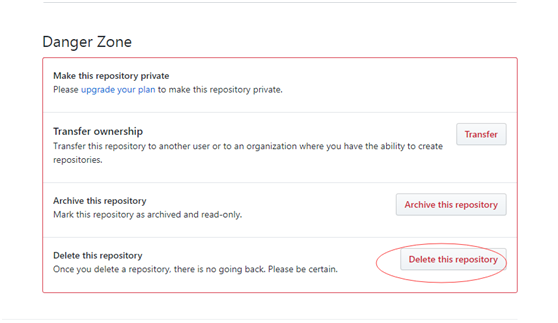 Danger Zone
Make this repository private
Please upgrade your plan to make this repository private.
Transfer ownership
Transfer this repository to another user or to an organization where you have the ability to create
repositories.
Transfer
Archive this repository
Mark this repository as archived and read-only.
Archive this repository
Delete this repository
Once you delete a repository, there is no going back. Please be certain.
Delete this repository